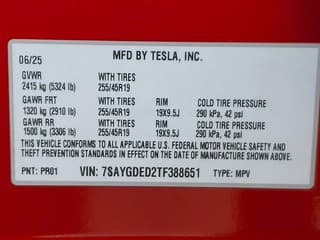 06/25 MFD BY TESLA, INC.
GVWR WITH TIRES
2415 kg (5324 lb) 255/45R19
GAWR FRT WITH TIRES RIM COLD TIRE PRESSURE
1320 kg (2910 lb) 255/45R19 19X9.5J 290 kPa, 42 psi
GAWR RR WITH TIRES RIM COLD TIRE PRESSURE
1500 kg (3306 lb) 255/45R19 19X9.5J 290 kPa, 42 psi
THIS VEHICLE CONFORMS TO ALL APPLICABLE U.S. FEDERAL MOTOR VEHICLE SAFETY AND
THEFT PREVENTION STANDARDS IN EFFECT ON THE DATE OF MANUFACTURE SHOWN ABOVE.
PNT: PR01 VIN: 7SAYGDED2TF388651 TYPE: MPV